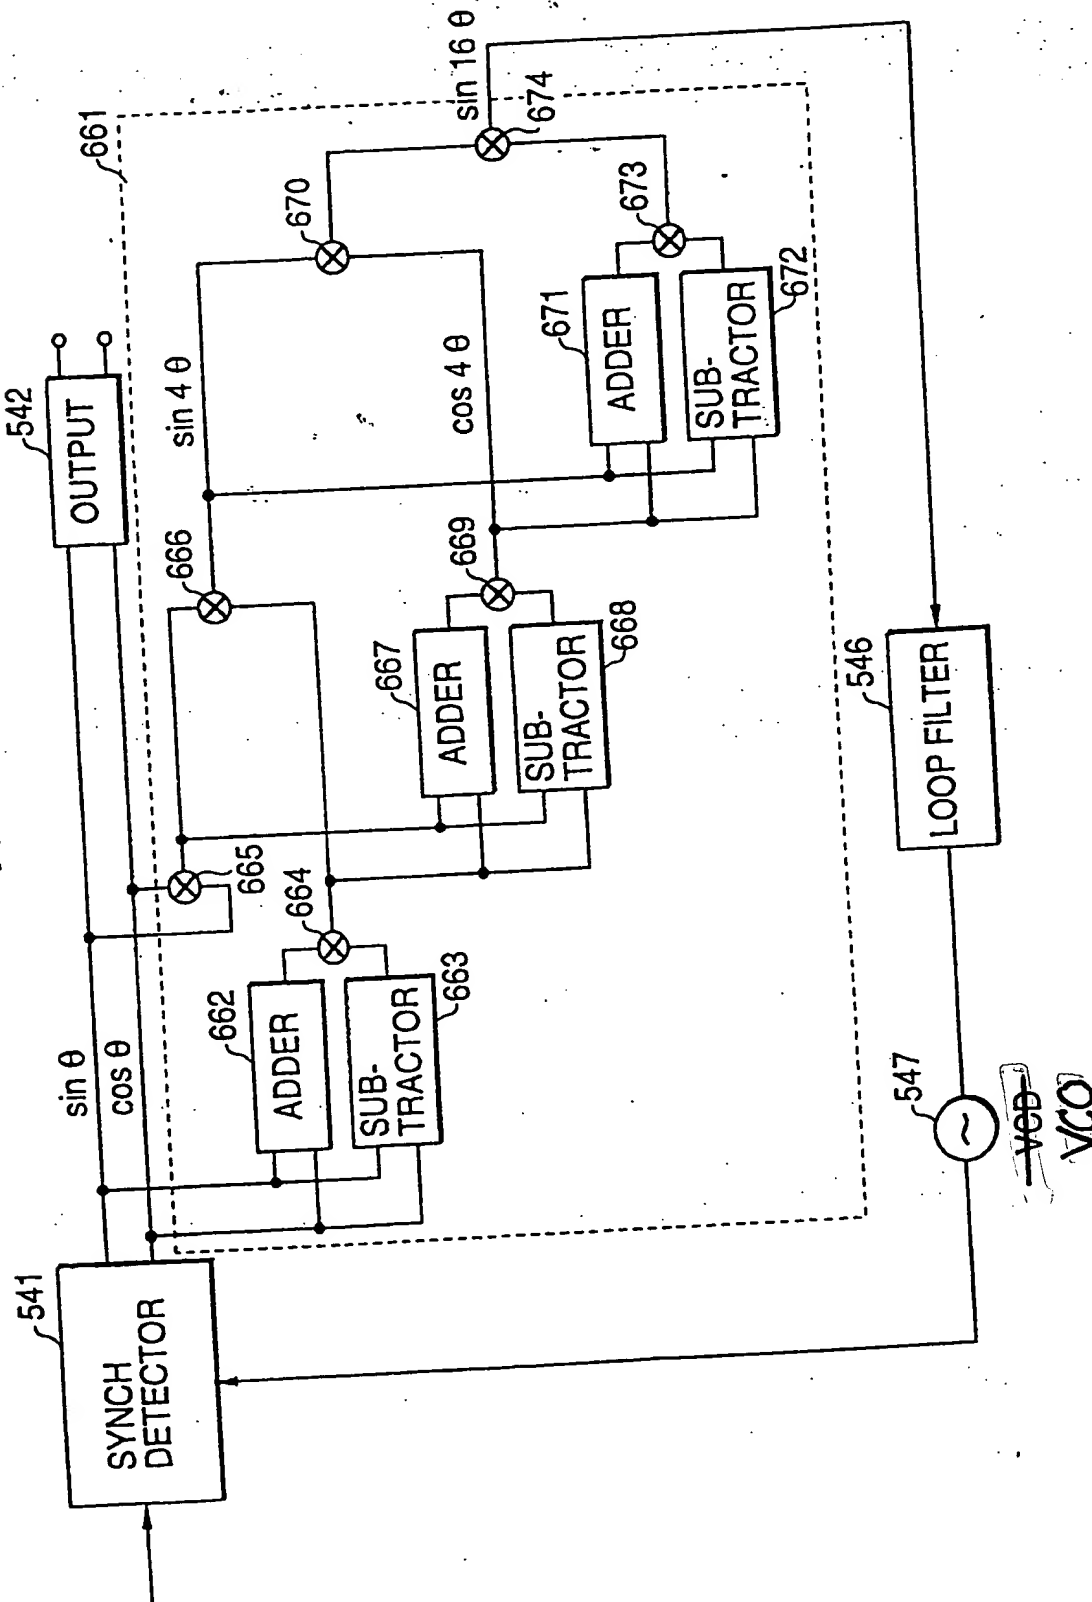 541
SYNCH
DETECTOR
sin θ
cos θ
542
OUTPUT
661
662
ADDER
663
SUB-
TRACTOR
664
665
666
667
ADDER
668
SUB-
TRACTOR
669
sin 4 θ
cos 4 θ
670
671
ADDER
672
SUB-
TRACTOR
673
674
sin 16 θ
546
LOOP FILTER
547
~
VCD
VCO